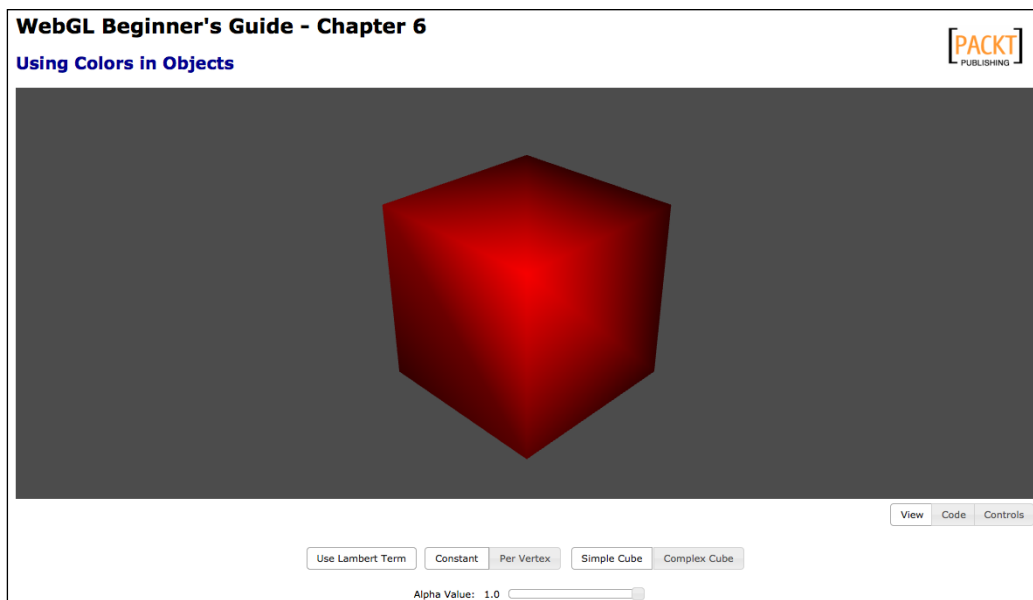 WebGL Beginner's Guide - Chapter 6
[PACKT]
PUBLISHING
Using Colors in Objects
View Code Controls
Use Lambert Term Constant Per Vertex Simple Cube Complex Cube
Alpha Value: 1.0